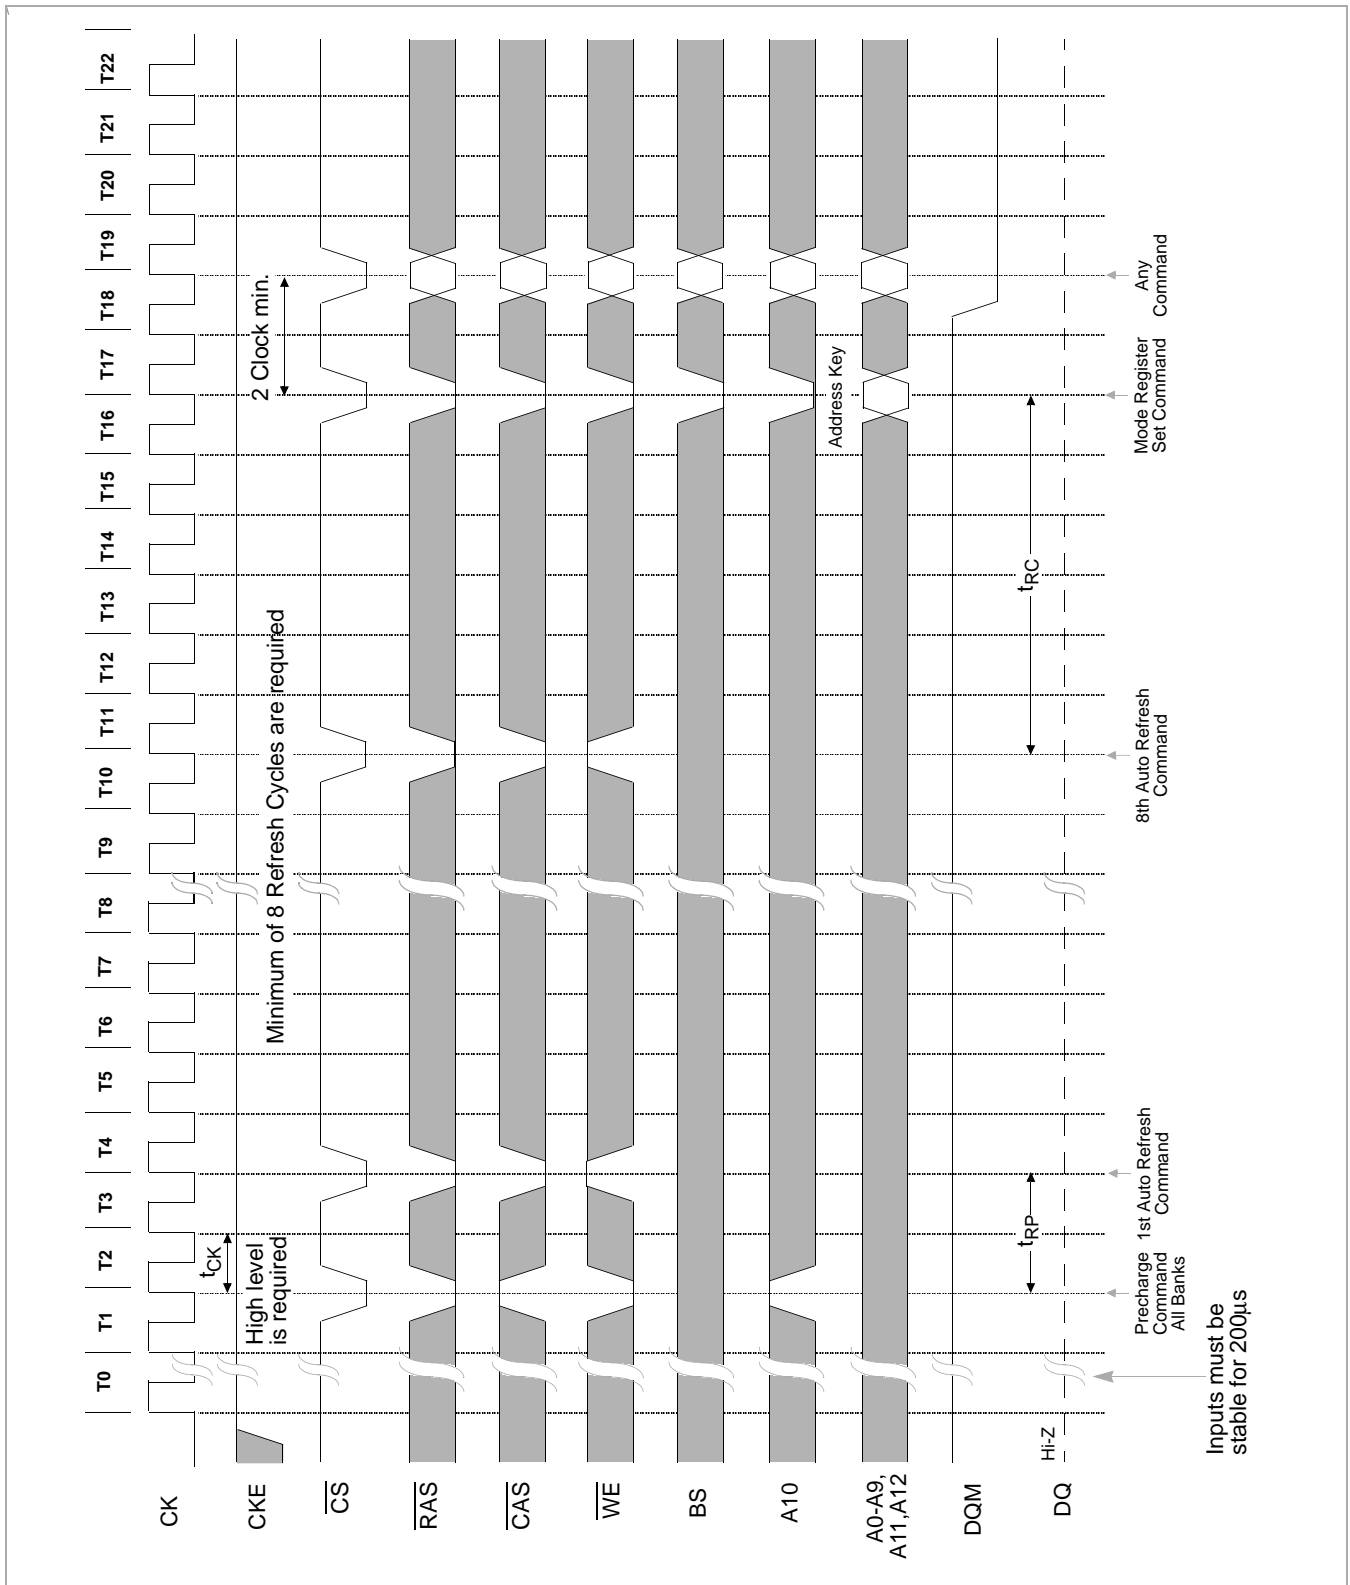 T0 T1 T2 T3 T4 T5 T6 T7 T8 T9 T10 T11 T12 T13 T14 T15 T16 T17 T18 T19 T20 T21 T22
CK
tCK
CKE
High level
is required
Minimum of 8 Refresh Cycles are required
2 Clock min.
CS
RAS
CAS
WE
BS
A10
Address Key
A0-A9,
A11,A12
DQM
tRP
tRC
DQ
Hi-Z
Precharge
Command
All Banks
1st Auto Refresh
Command
8th Auto Refresh
Command
Mode Register
Set Command
Any
Command
Inputs must be
stable for 200µs